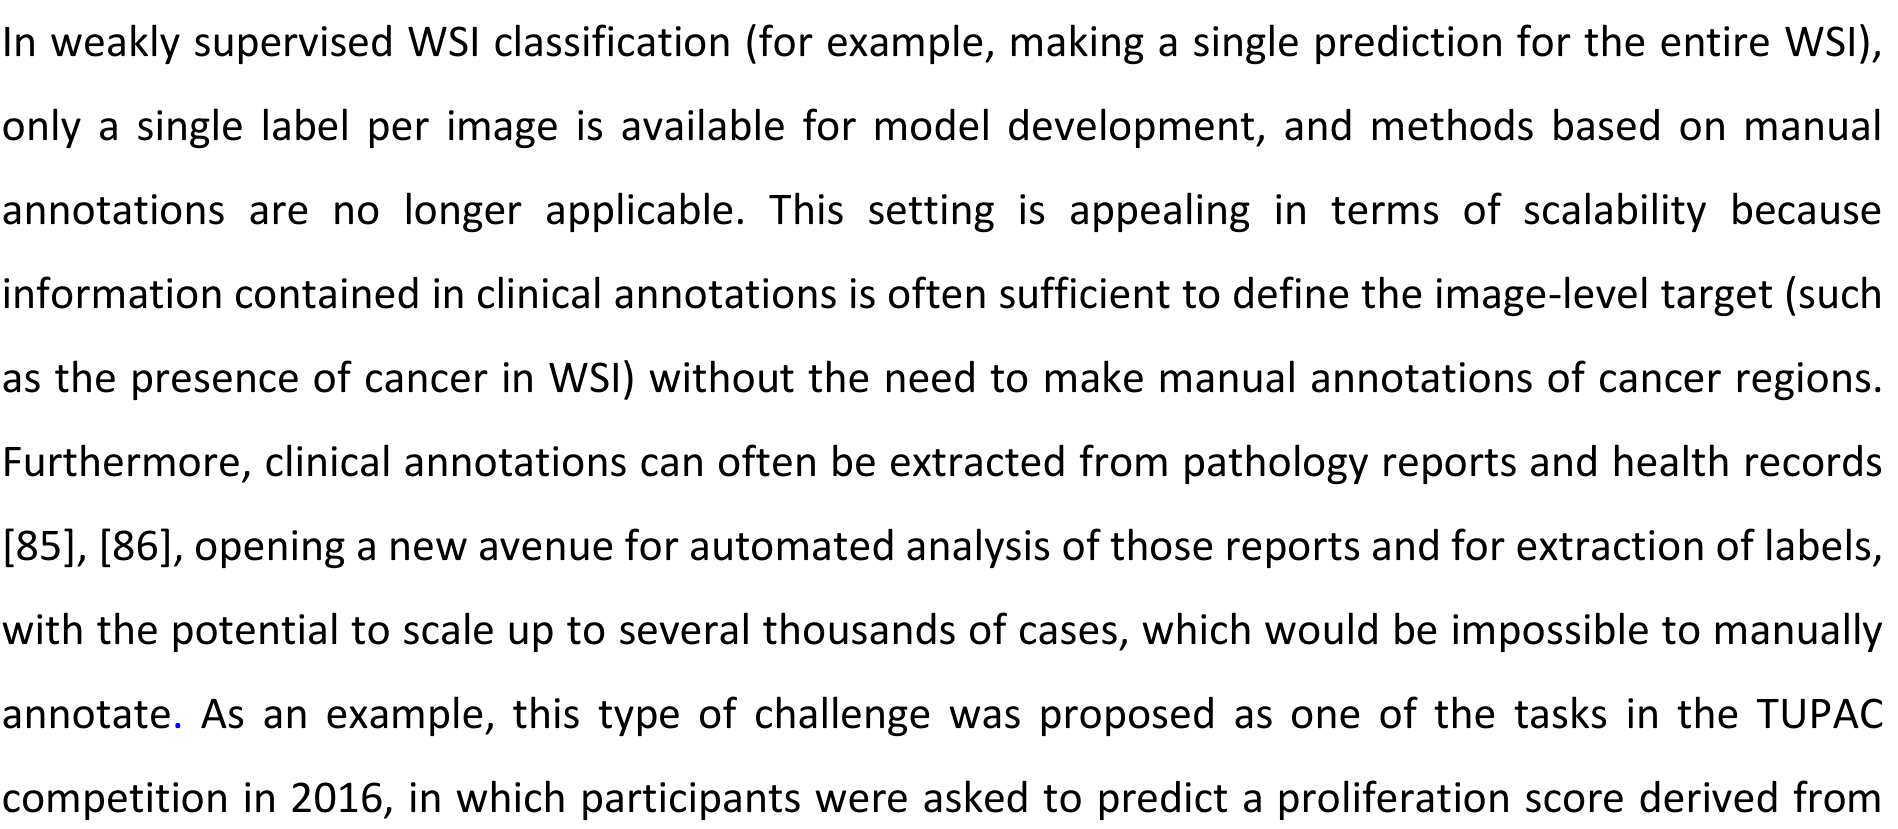 In weakly supervised WSI classification (for example, making a single prediction for the entire WSI),
only a single label per image is available for model development, and methods based on manual
annotations are no longer applicable. This setting is appealing in terms of scalability because
information contained in clinical annotations is often sufficient to define the image-level target (such
as the presence of cancer in WSI) without the need to make manual annotations of cancer regions.
Furthermore, clinical annotations can often be extracted from pathology reports and health records
[85], [86], opening a new avenue for automated analysis of those reports and for extraction of labels,
with the potential to scale up to several thousands of cases, which would be impossible to manually
annotate. As an example, this type of challenge was proposed as one of the tasks in the TUPAC
competition in 2016, in which participants were asked to predict a proliferation score derived from